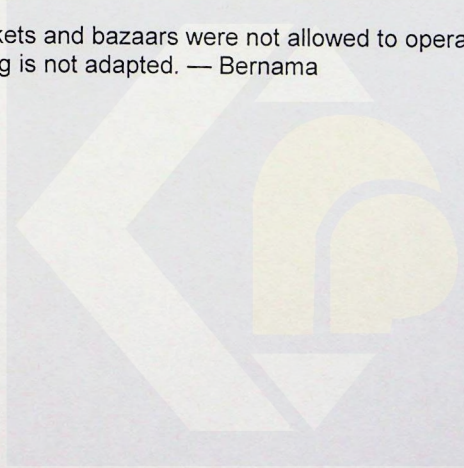 kets and bazaars were not allowed to opera
g is not adapted. — Bernama